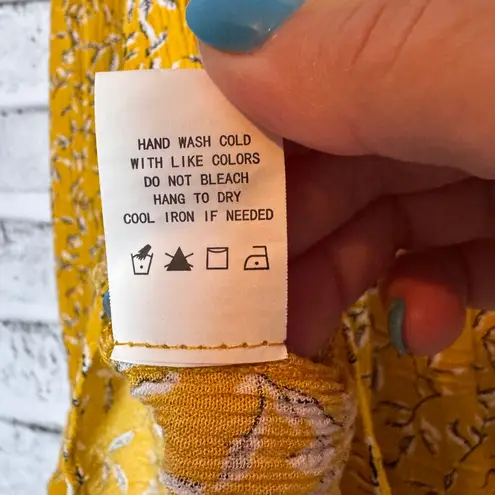 HAND WASH COLD
WITH LIKE COLORS
DO NOT BLEACH
HANG TO DRY
COOL IRON IF NEEDED